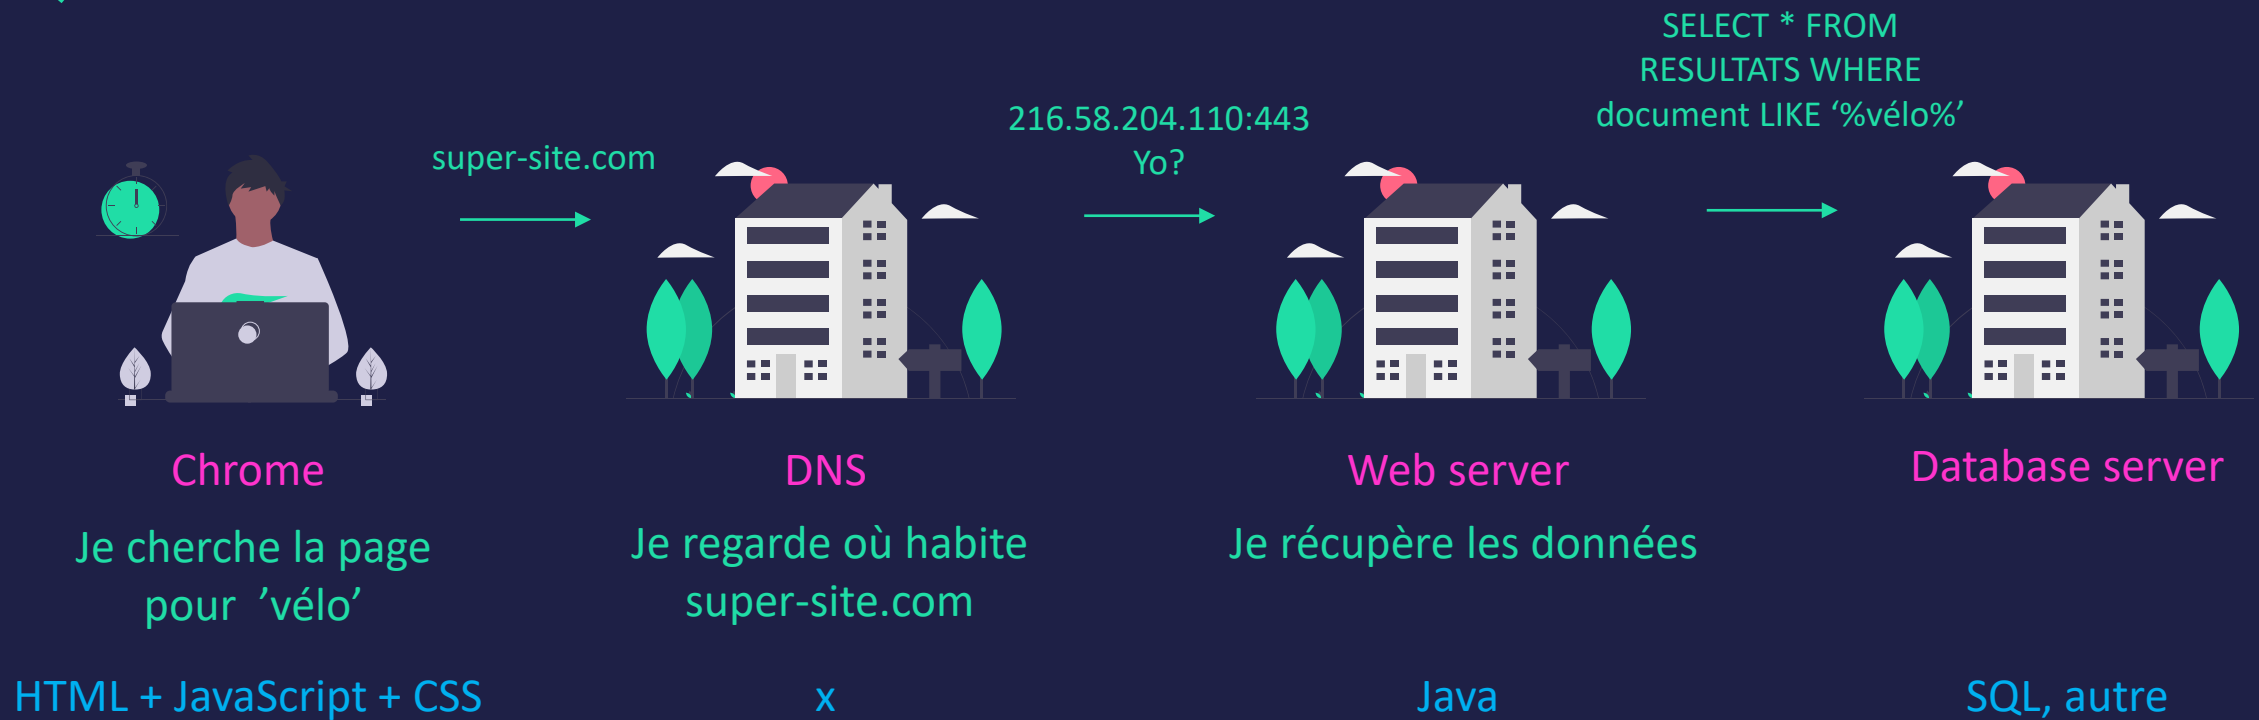 super-site.com
216.58.204.110:443
Yo?
SELECT * FROM
RESULTATS WHERE
document LIKE ‘%vélo%’
Chrome
DNS
Web server
Database server
Je cherche la page
pour ’vélo’
Je regarde où habite
super-site.com
Je récupère les données
HTML + JavaScript + CSS
x
Java
SQL, autre